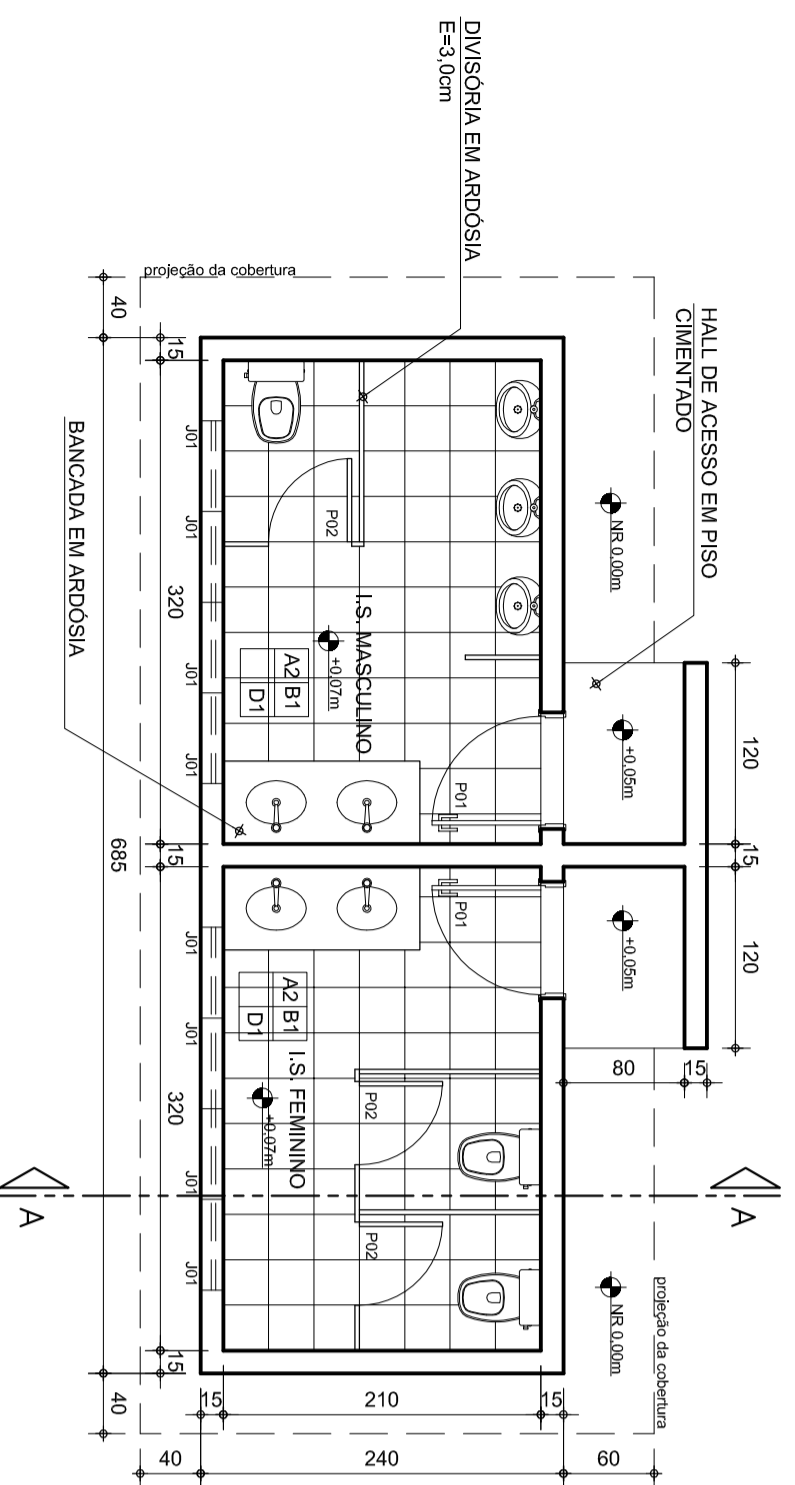 DIVISÓRIA EM ARDÓSIA
E=3,0cm
HALL DE ACESSO EM PISO
CIMENTADO
projeção da cobertura
BANCADA EM ARDÓSIA
NR 0,00m
+0,05m
+0,05m
NR 0,00m
projeção da cobertura
120
15
120
80
15
P02
I.S. MASCULINO
+0,07m
A2 B1
D1
P01
P01
A2 B1
D1
I.S. FEMININO
+0,07m
P02
P02
J01
J01
J01
J01
J01
J01
J01
J01
15
320
15
320
15
40
685
40
15
210
15
40
240
60
A
A